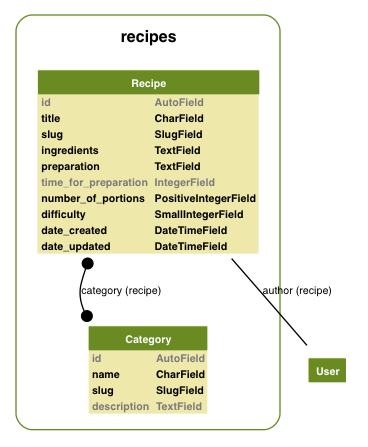 recipes
Recipe
id AutoField
title CharField
slug SlugField
ingredients TextField
preparation TextField
time_for_preparation IntegerField
number_of_portions PositiveIntegerField
difficulty SmallIntegerField
date_created DateTimeField
date_updated DateTimeField
category (recipe)
author (recipe)
Category
id AutoField
name CharField
slug SlugField
description TextField
User